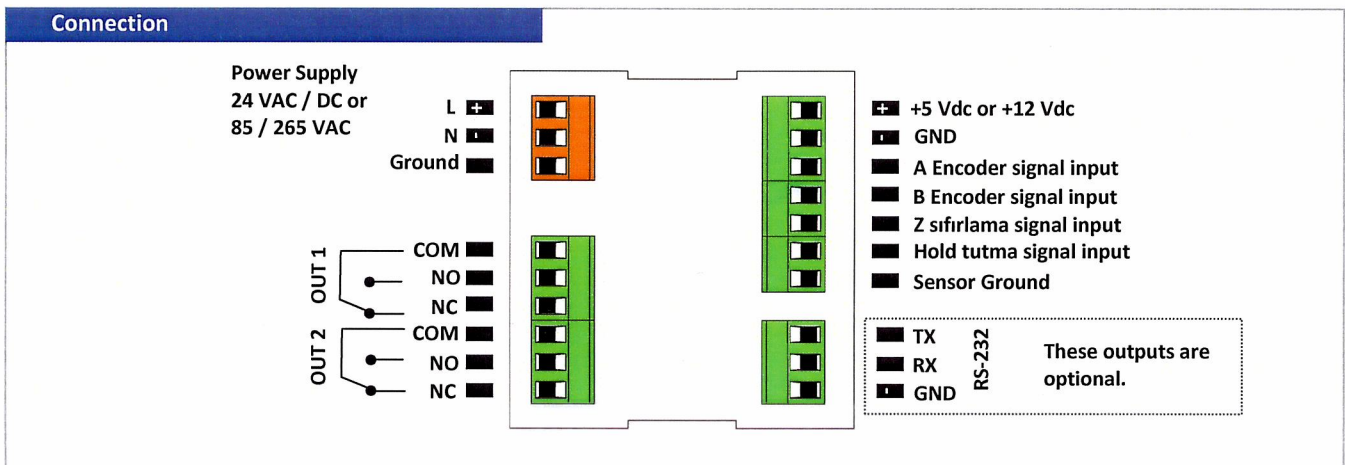 Connection
Power Supply
24 VAC / DC or
85 / 265 VAC
L +
N -
Ground
OUT 1
COM
NO
NC
OUT 2
COM
NO
NC
+ +5 Vdc or +12 Vdc
- GND
A Encoder signal input
B Encoder signal input
Z sıfırlama signal input
Hold tutma signal input
Sensor Ground
TX
RX
- GND
RS-232
These outputs are
optional.